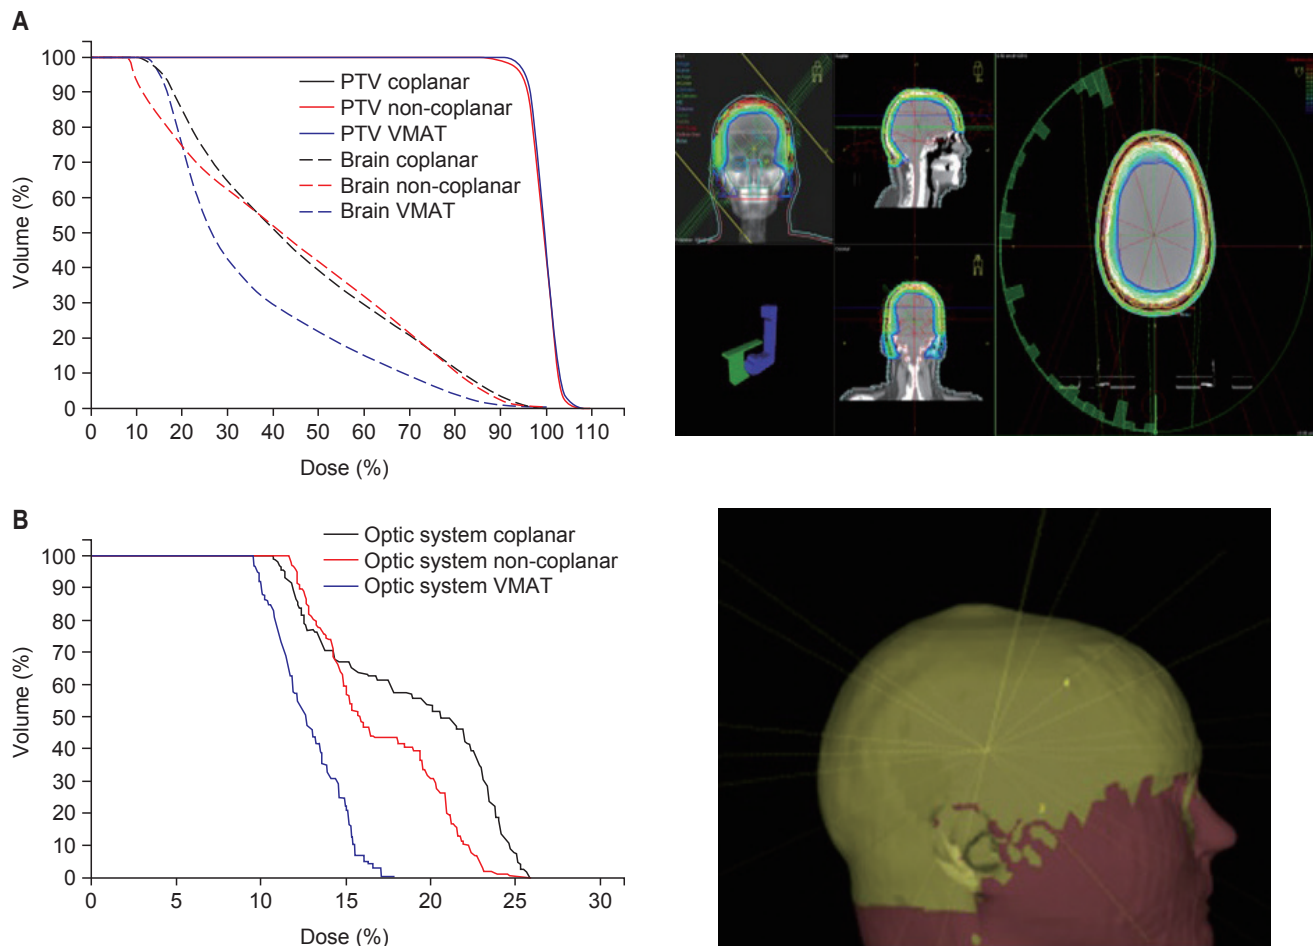 A
100
90
80
70
60
50
40
30
20
10
0
Volume (%)
PTV coplanar
PTV non-coplanar
PTV VMAT
Brain coplanar
Brain non-coplanar
Brain VMAT
0 10 20 30 40 50 60 70 80 90 100 110
Dose (%)
B
100
90
80
70
60
50
40
30
20
10
0
Volume (%)
Optic system coplanar
Optic system non-coplanar
Optic system VMAT
0 5 10 15 20 25 30
Dose (%)